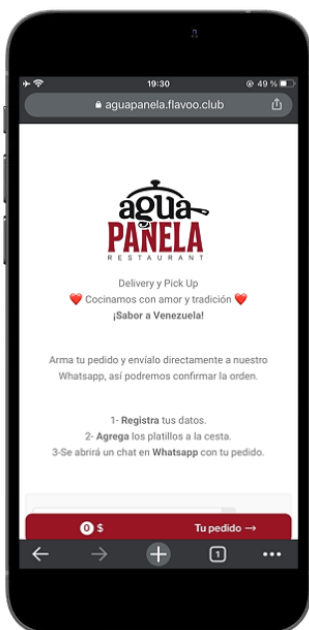 19:30
49 %
aguapanela.flavoo.club
agua
PANELA
RESTAURANT
Delivery y Pick Up
Cocinamos con amor y tradición
¡Sabor a Venezuela!
Arma tu pedido y envíalo directamente a nuestro
Whatsapp, así podremos confirmar la orden.
1- Registra tus datos.
2- Agrega los platillos a la cesta.
3-Se abrirá un chat en Whatsapp con tu pedido.
0 $ Tu pedido →
1